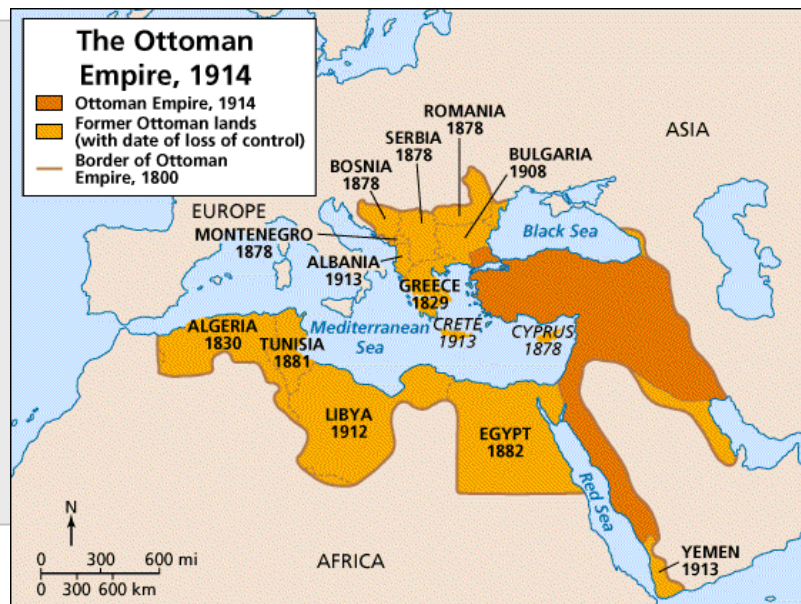 The Ottoman
Empire, 1914
Ottoman Empire, 1914
Former Ottoman lands
(with date of loss of control)
Border of Ottoman
Empire, 1800
ROMANIA
1878
SERBIA
1878
BOSNIA
1878
BULGARIA
1908
ASIA
EUROPE
MONTENEGRO
1878
Black Sea
ALBANIA
1913
GREECE
1829
CRETE
1913
CYPRUS
1878
Mediterranean
Sea
ALGERIA
1830
TUNISIA
1881
LIBYA
1912
EGYPT
1882
Red Sea
YEMEN
1913
AFRICA
N
0 300 600 mi
0 300 600 km